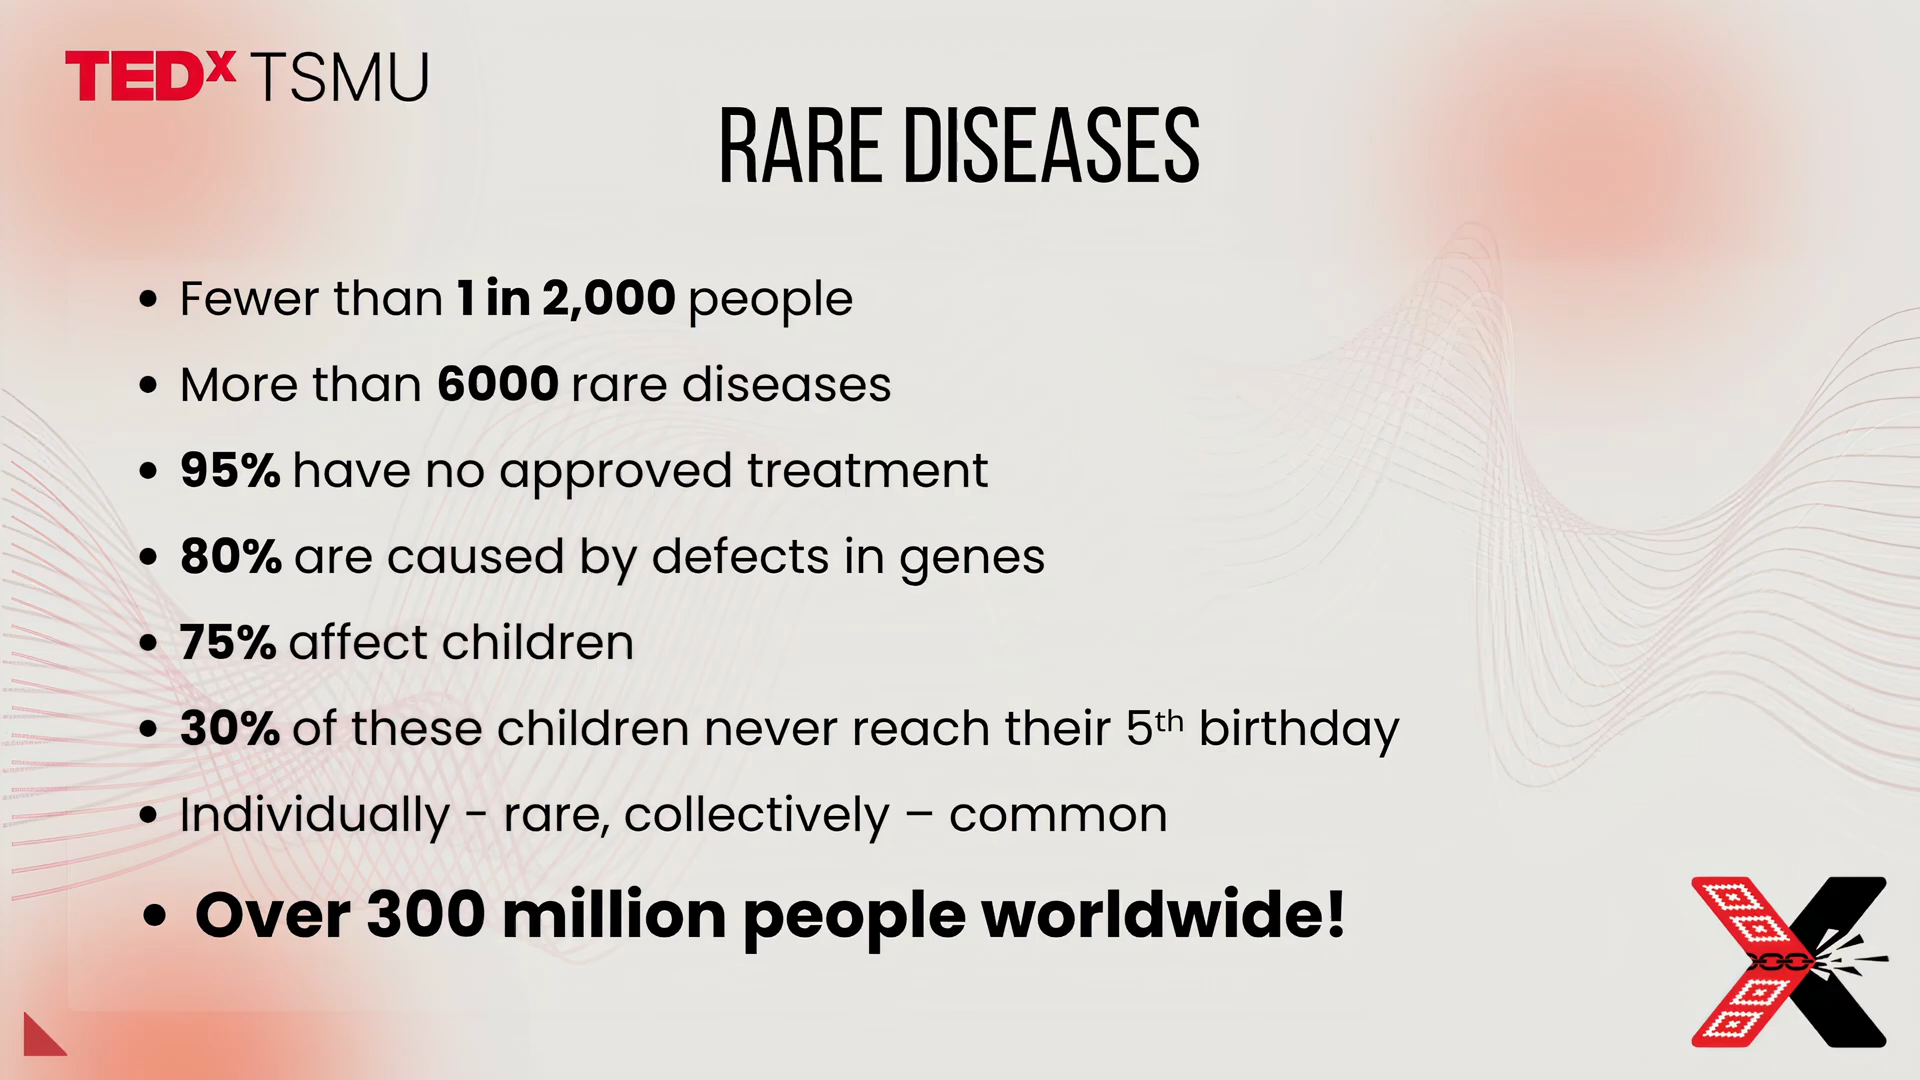 TEDx TSMU
RARE DISEASES
• Fewer than 1 in 2,000 people
• More than 6000 rare diseases
• 95% have no approved treatment
• 80% are caused by defects in genes
• 75% affect children
• 30% of these children never reach their 5th birthday
• Individually - rare, collectively – common
• Over 300 million people worldwide!